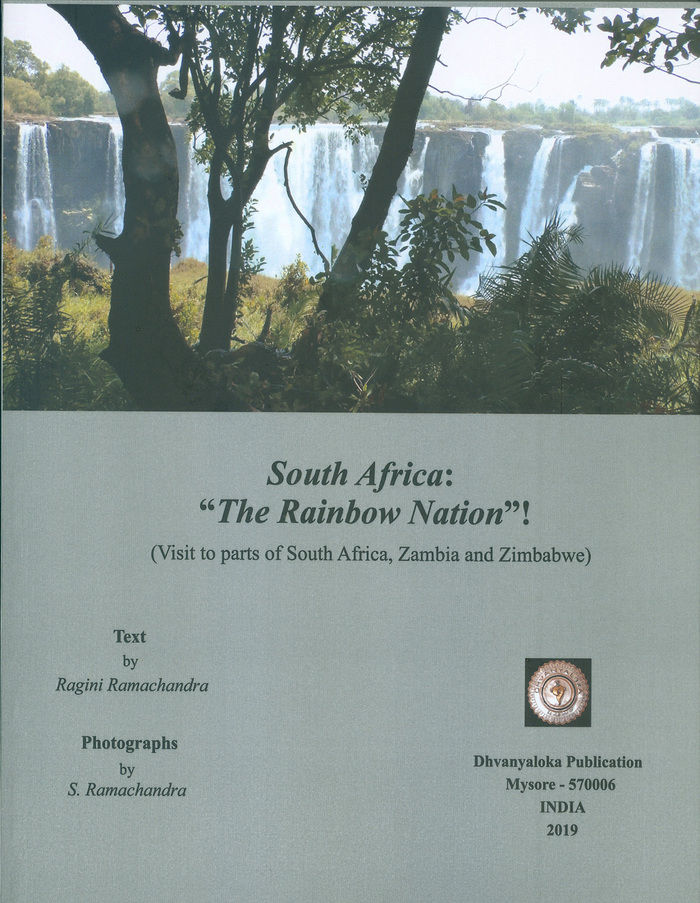 South Africa:
“The Rainbow Nation”!
(Visit to parts of South Africa, Zambia and Zimbabwe)
Text
by
Ragini Ramachandra
Photographs
by
S. Ramachandra
DHVANYALOKA
Dhvanyaloka Publication
Mysore - 570006
INDIA
2019